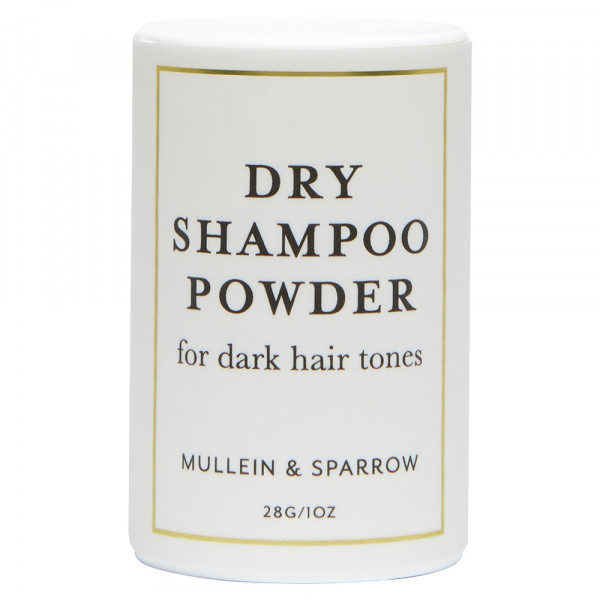 DRY
SHAMPOO
POWDER
for dark hair tones
MULLEIN & SPARROW
28G/1OZ